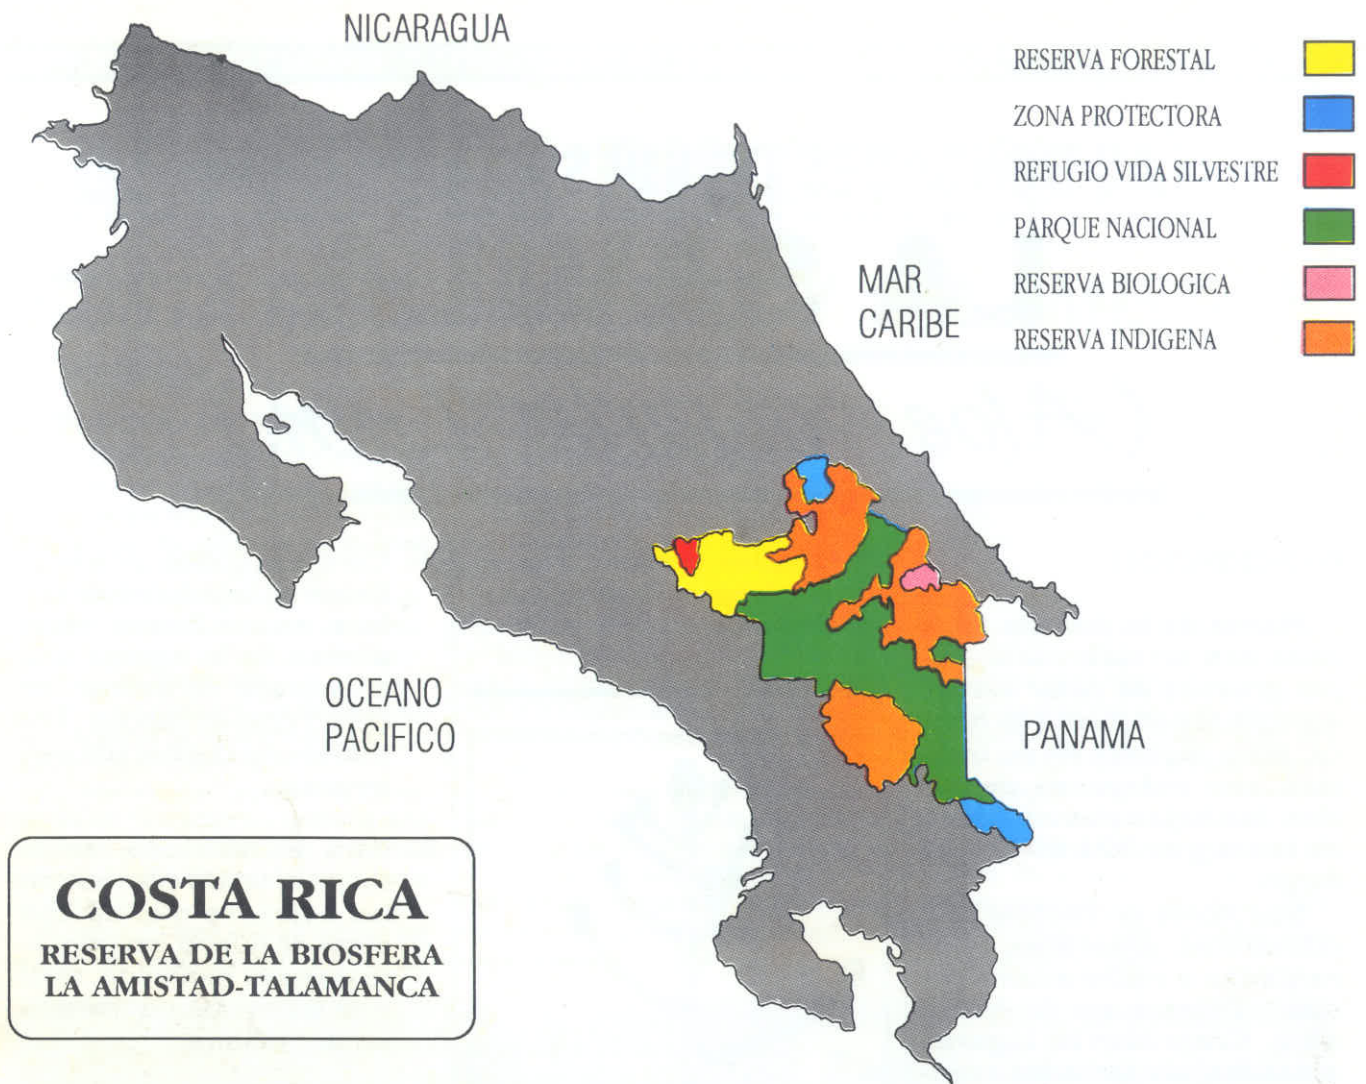 NICARAGUA
RESERVA FORESTAL
ZONA PROTECTORA
REFUGIO VIDA SILVESTRE
PARQUE NACIONAL
RESERVA BIOLOGICA
RESERVA INDIGENA
MAR
CARIBE
OCEANO
PACIFICO
PANAMA
COSTA RICA
RESERVA DE LA BIOSFERA
LA AMISTAD-TALAMANCA